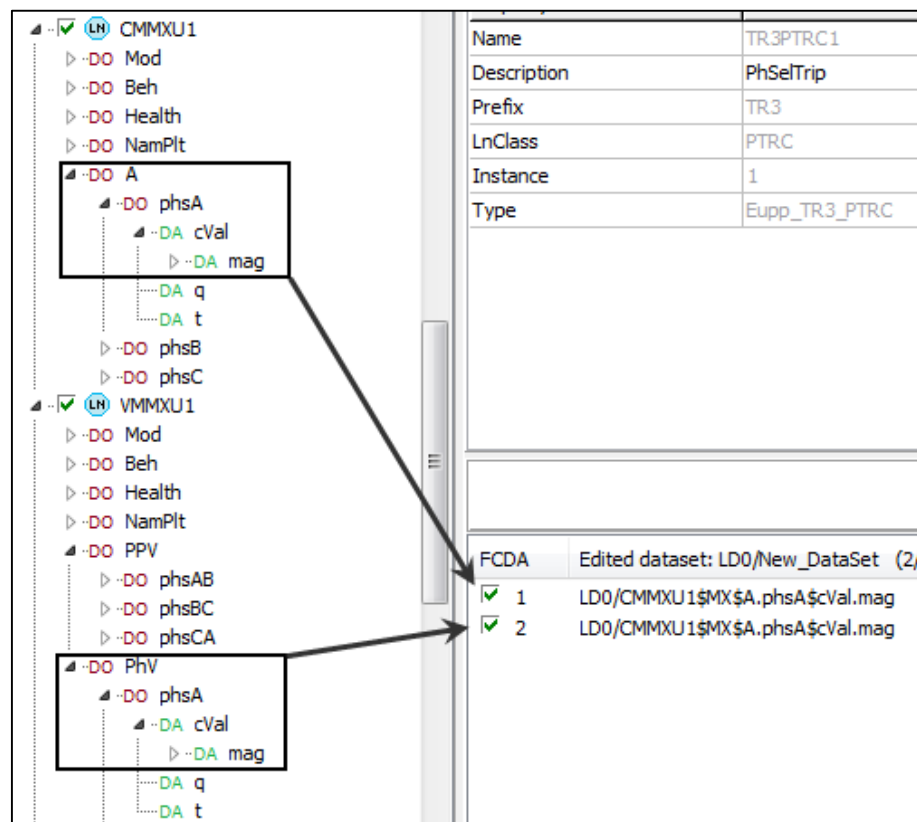 LN CMMXU1
DO Mod
DO Beh
DO Health
DO NamPlt
DO A
DO phsA
DA cVal
DA mag
DA q
DA t
DO phsB
DO phsC
LN VMMXU1
DO Mod
DO Beh
DO Health
DO NamPlt
DO PPV
DO phsAB
DO phsBC
DO phsCA
DO PhV
DO phsA
DA cVal
DA mag
DA q
DA t
Name TR3PTRC1
Description PhSelTrip
Prefix TR3
LnClass PTRC
Instance 1
Type Eupp_TR3_PTRC
FCDA Edited dataset: LD0/New_DataSet (2/
1 LD0/CMMXU1$MX$A.phsA$cVal.mag
2 LD0/CMMXU1$MX$A.phsA$cVal.mag